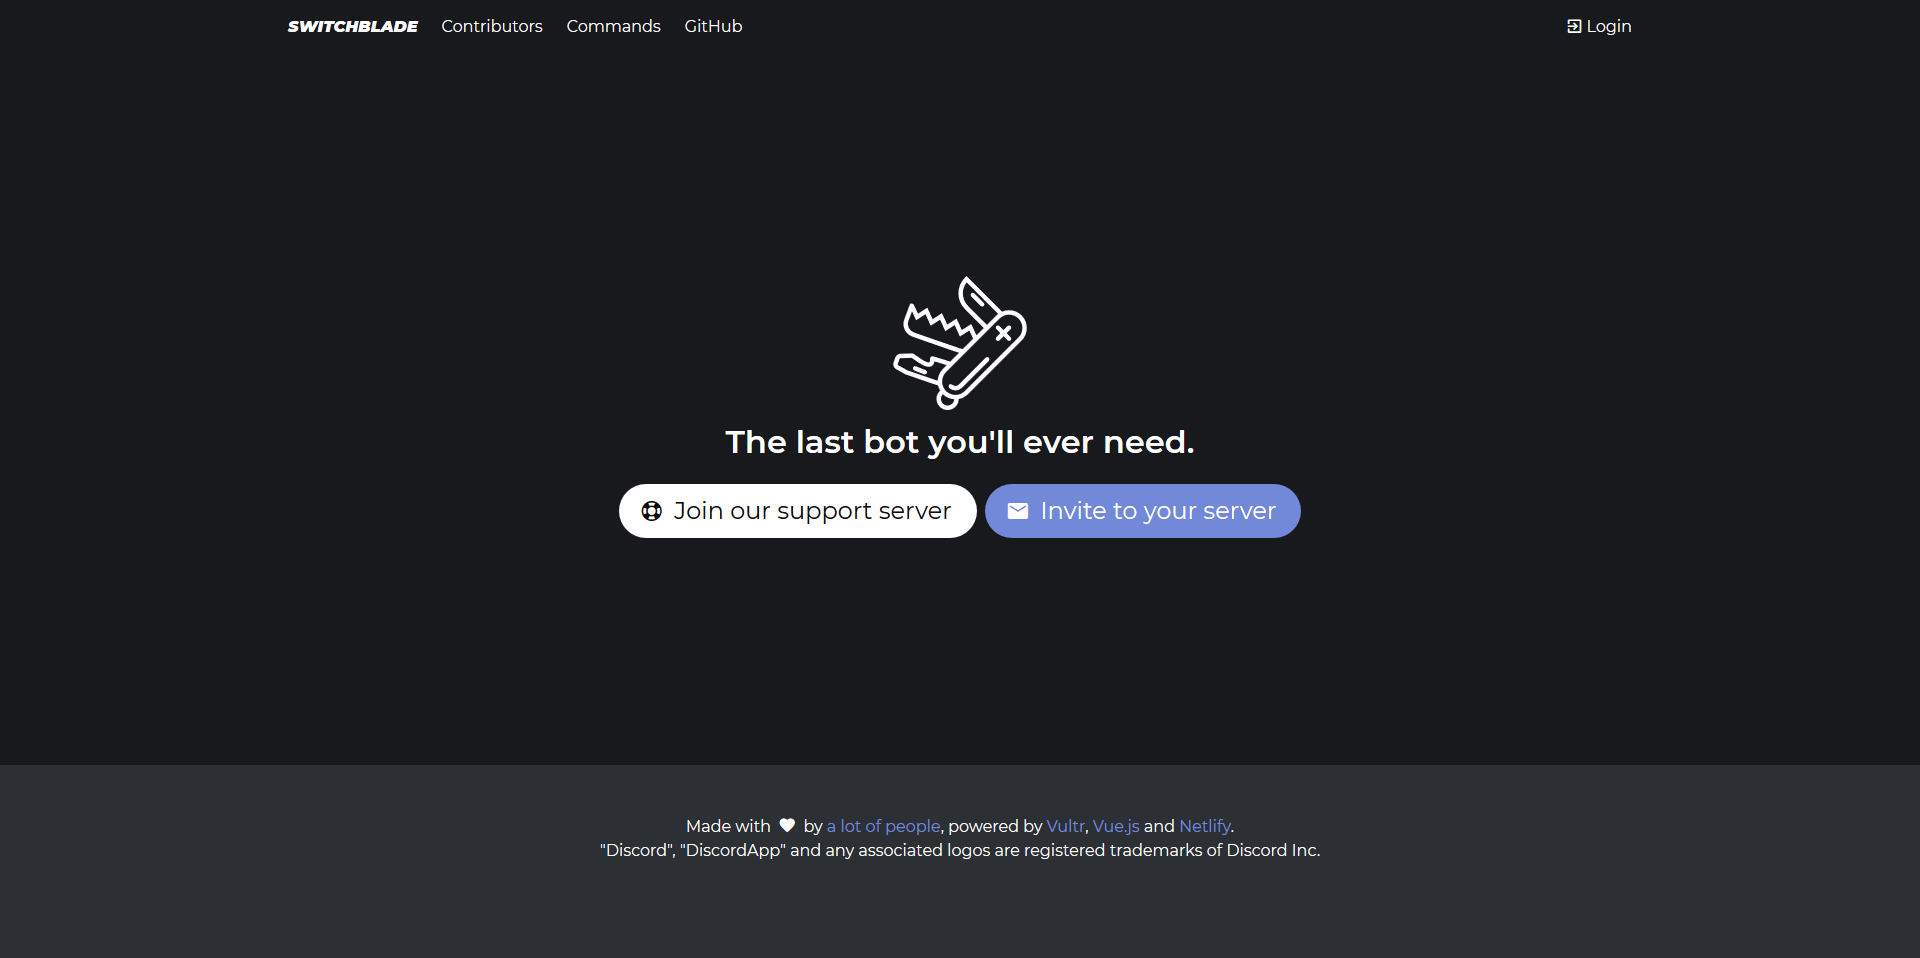 SWITCHBLADE Contributors Commands GitHub Login
The last bot you'll ever need.
Join our support server Invite to your server
Made with by a lot of people, powered by Vultr, Vue.js and Netlify.
"Discord", "DiscordApp" and any associated logos are registered trademarks of Discord Inc.